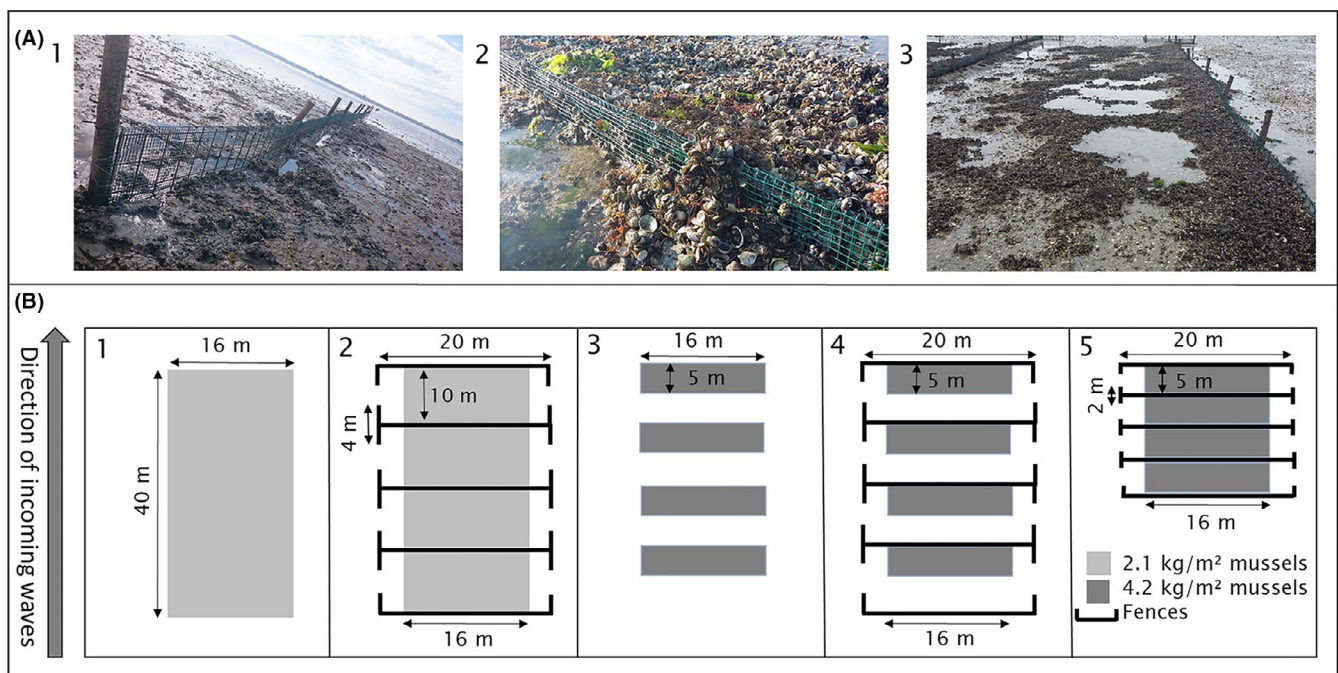 (A)
1
2
3
(B)
Direction of incoming waves
1
16 m
40 m
2
20 m
10 m
4 m
16 m
3
16 m
5 m
4
20 m
5 m
16 m
5
20 m
5 m
2 m
16 m
2.1 kg/m² mussels
4.2 kg/m² mussels
Fences